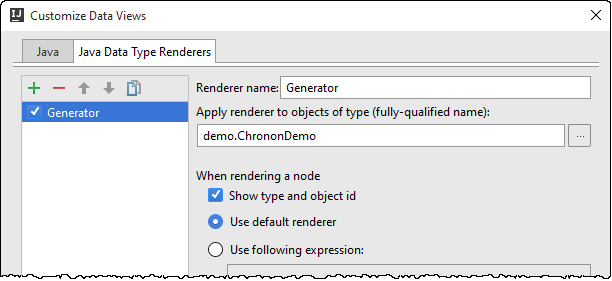 IJ Customize Data Views
Java Java Data Type Renderers
Renderer name: Generator
Apply renderer to objects of type (fully-qualified name):
Generator
demo.ChrononDemo ...
When rendering a node
Show type and object id
Use default renderer
Use following expression: